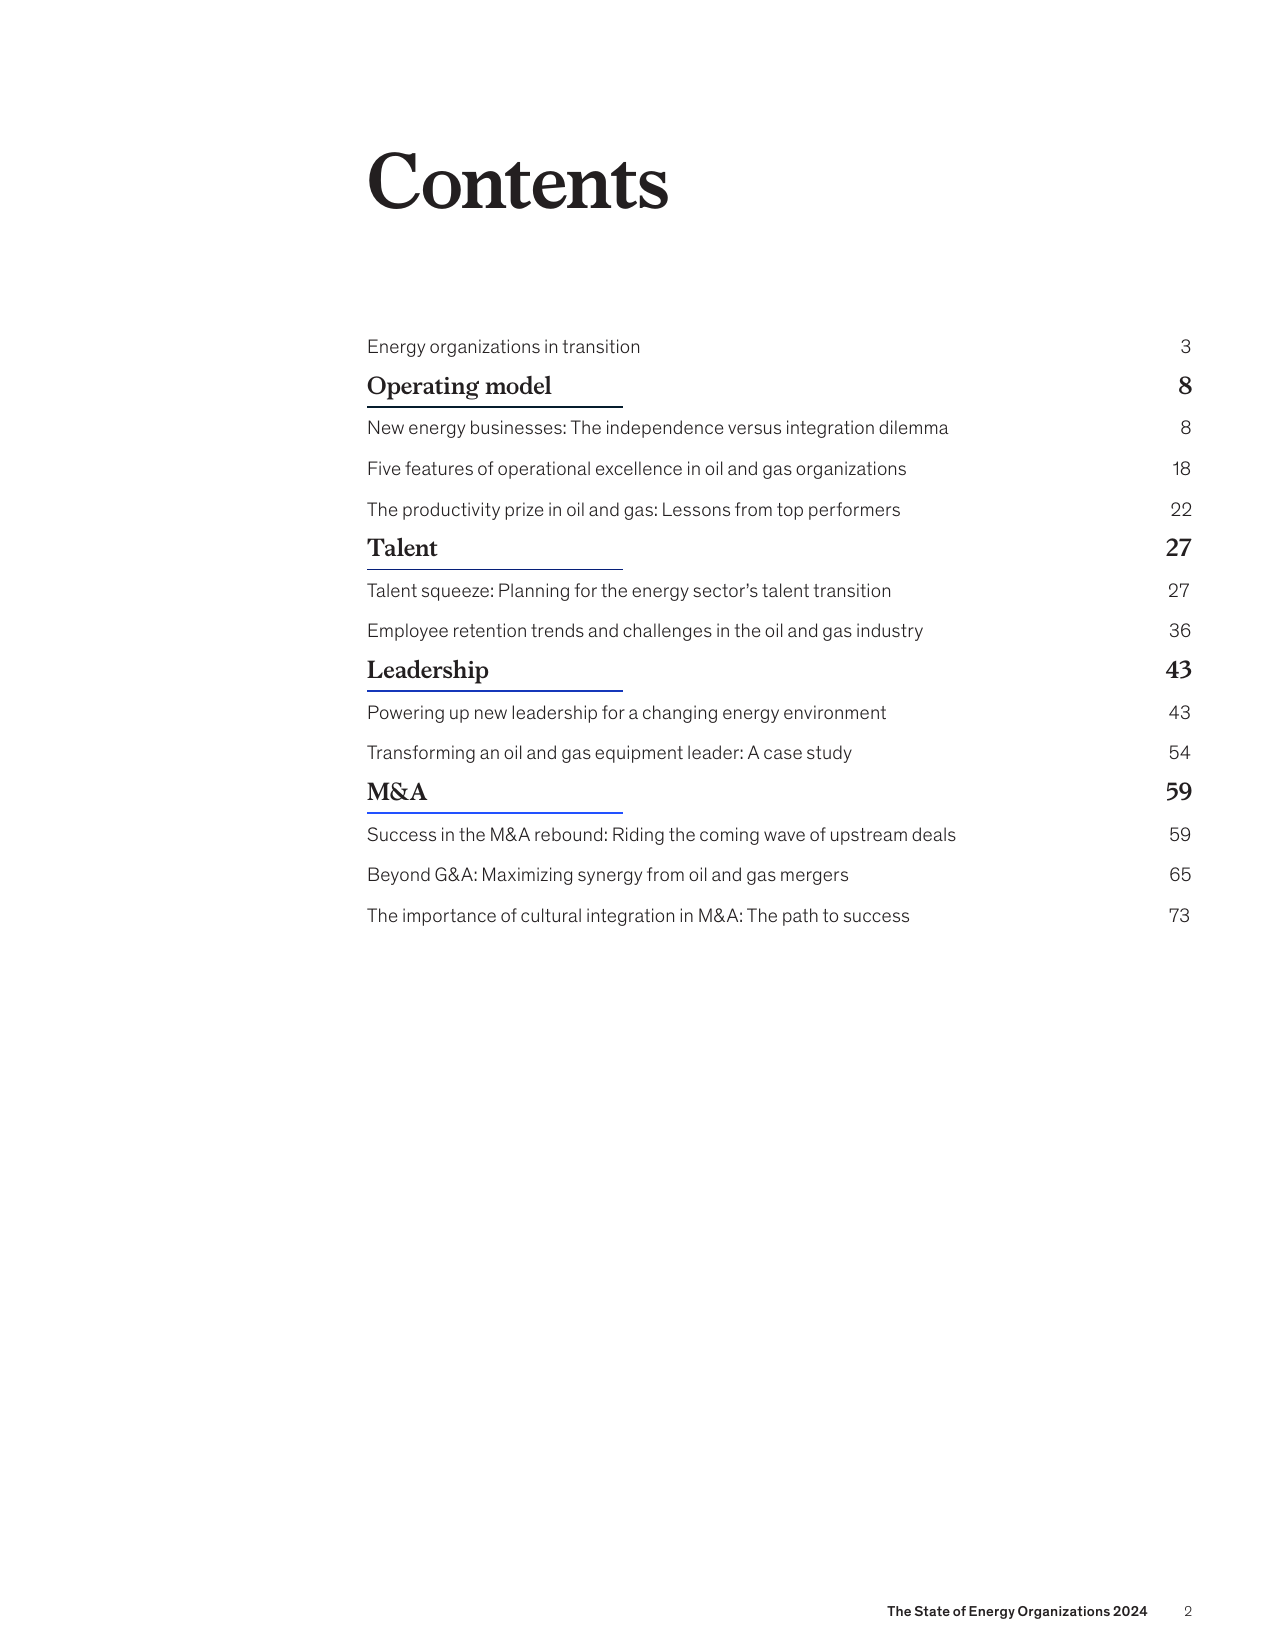 Contents
Energy organizations in transition 3
Operating model 8
New energy businesses: The independence versus integration dilemma 8
Five features of operational excellence in oil and gas organizations 18
The productivity prize in oil and gas: Lessons from top performers 22
Talent 27
Talent squeeze: Planning for the energy sector’s talent transition 27
Employee retention trends and challenges in the oil and gas industry 36
Leadership 43
Powering up new leadership for a changing energy environment 43
Transforming an oil and gas equipment leader: A case study 54
M&A 59
Success in the M&A rebound: Riding the coming wave of upstream deals 59
Beyond G&A: Maximizing synergy from oil and gas mergers 65
The importance of cultural integration in M&A: The path to success 73
The State of Energy Organizations 2024 2